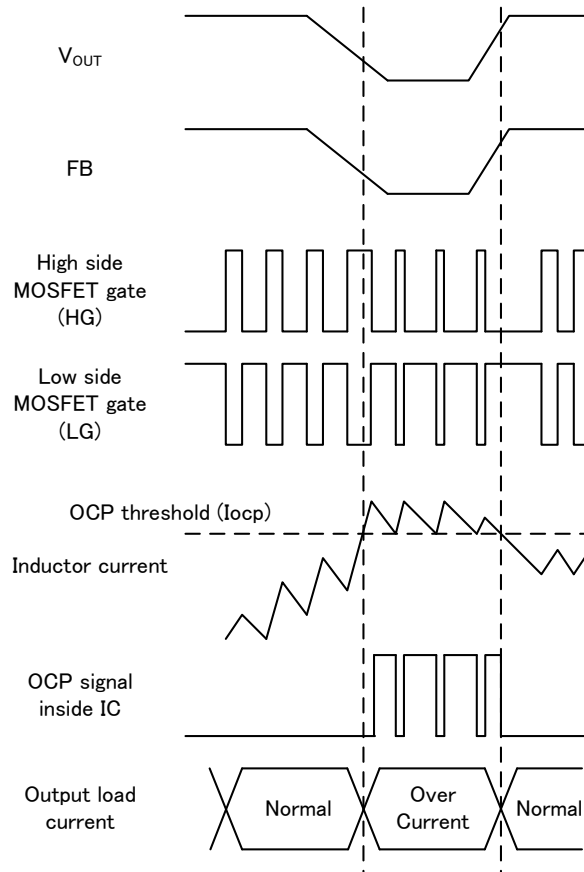 VOUT
FB
High side
MOSFET gate
(HG)
Low side
MOSFET gate
(LG)
OCP threshold (Iocp)
Inductor current
OCP signal
inside IC
Output load
current
Normal
Over
Current
Normal